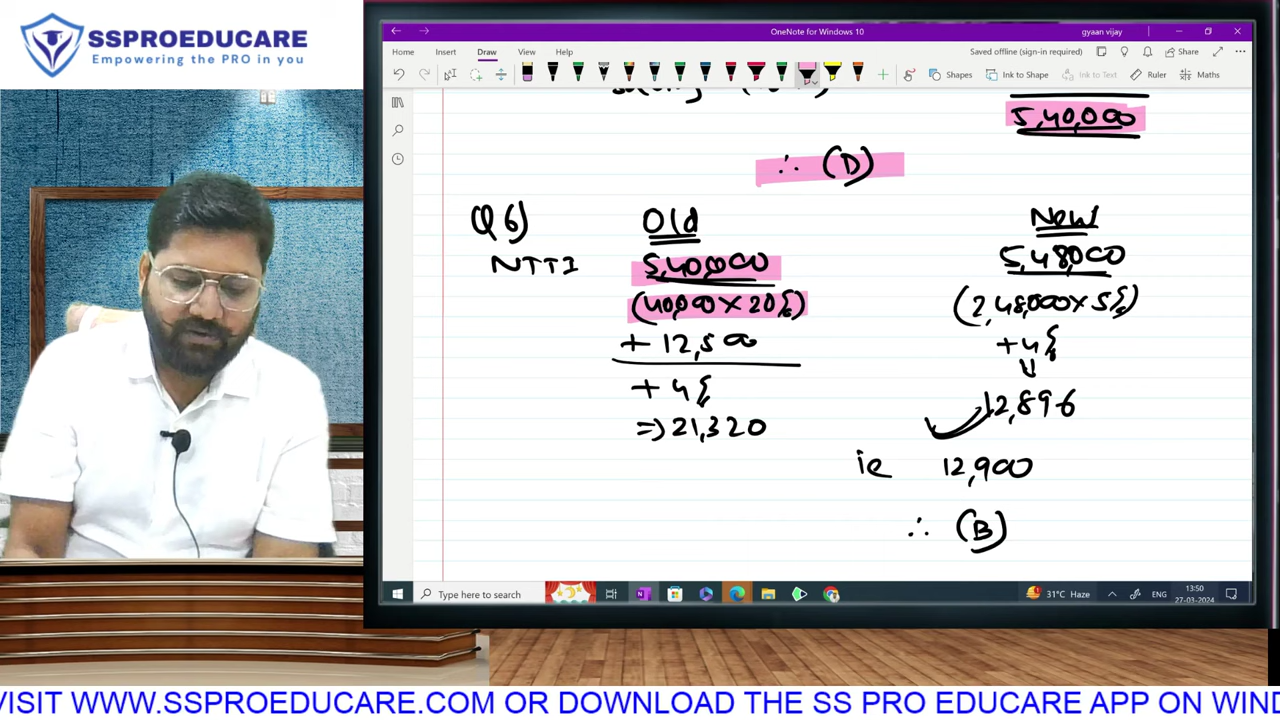 SSPROEDUCARE
Empowering the PRO in you
OneNote for Windows 10
gyaan vijay
Home Insert Draw View Help
Saved offline (sign-in required)
Share
Shapes
Ink to Shape
Ink to Text
Ruler
Maths
5,40,000
∴ (D)
Q6) Old New
NTTI 5,40,000 5,48,000
(40,000 x 20%) (2,48,000 x 5%)
+ 12,500 + 4%
+ 4% 12,896
=> 21,320
ie 12,900
∴ (B)
Type here to search
31°C Haze
ENG
13:50
27-03-2024
VISIT WWW.SSPROEDUCARE.COM OR DOWNLOAD THE SS PRO EDUCARE APP ON WIND